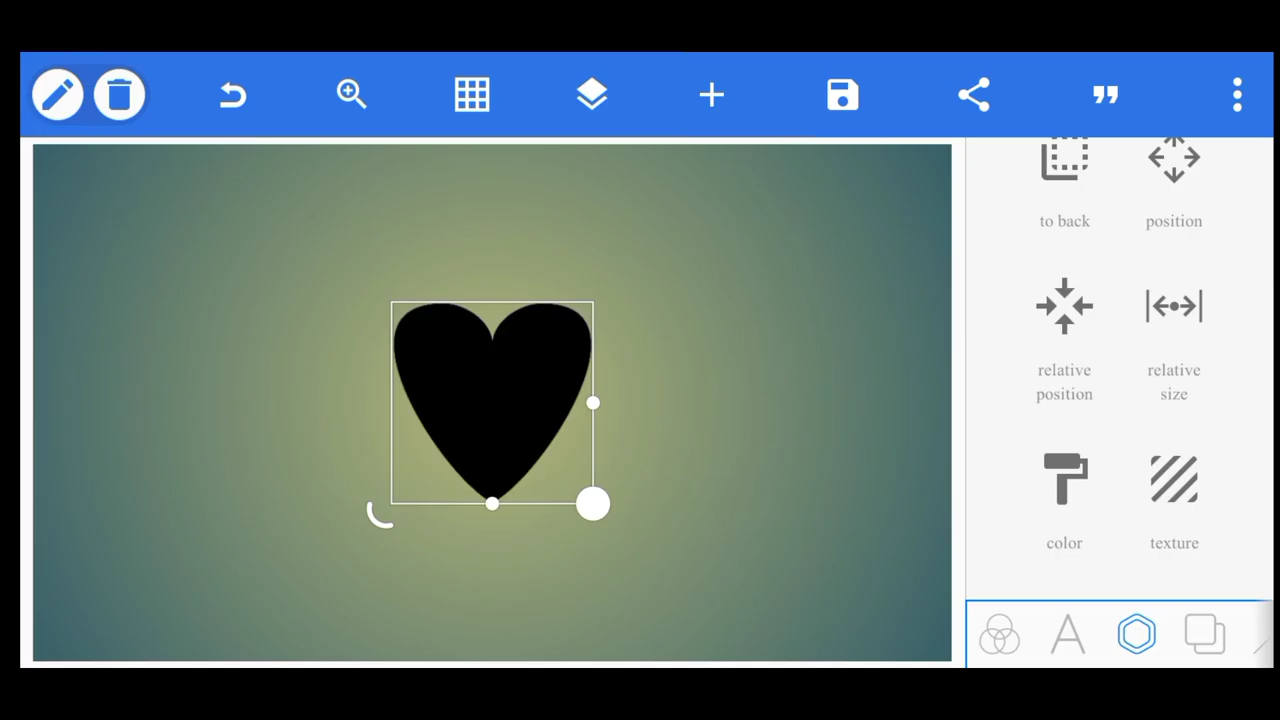 to back
position
relative
position
relative
size
color
texture